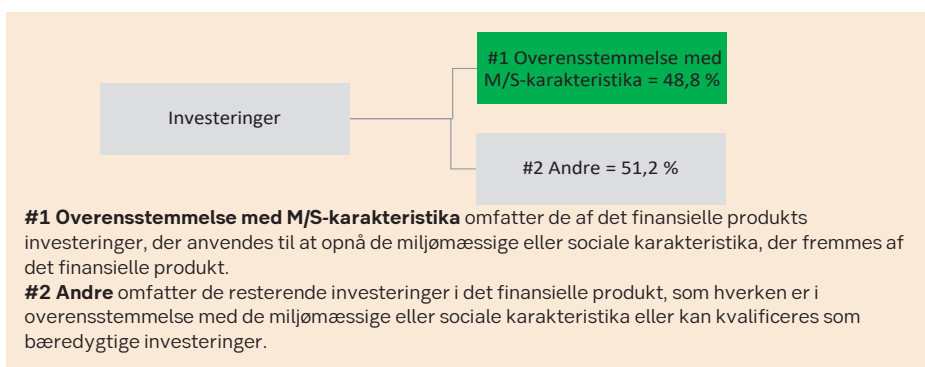 #1 Overensstemmelse med
M/S-karakteristika = 48,8 %
Investeringer
#2 Andre = 51,2 %
#1 Overensstemmelse med M/S-karakteristika omfatter de af det finansielle produkts
investeringer, der anvendes til at opnå de miljømæssige eller sociale karakteristika, der fremmes af
det finansielle produkt.
#2 Andre omfatter de resterende investeringer i det finansielle produkt, som hverken er i
overensstemmelse med de miljømæssige eller sociale karakteristika eller kan kvalificeres som
bæredygtige investeringer.